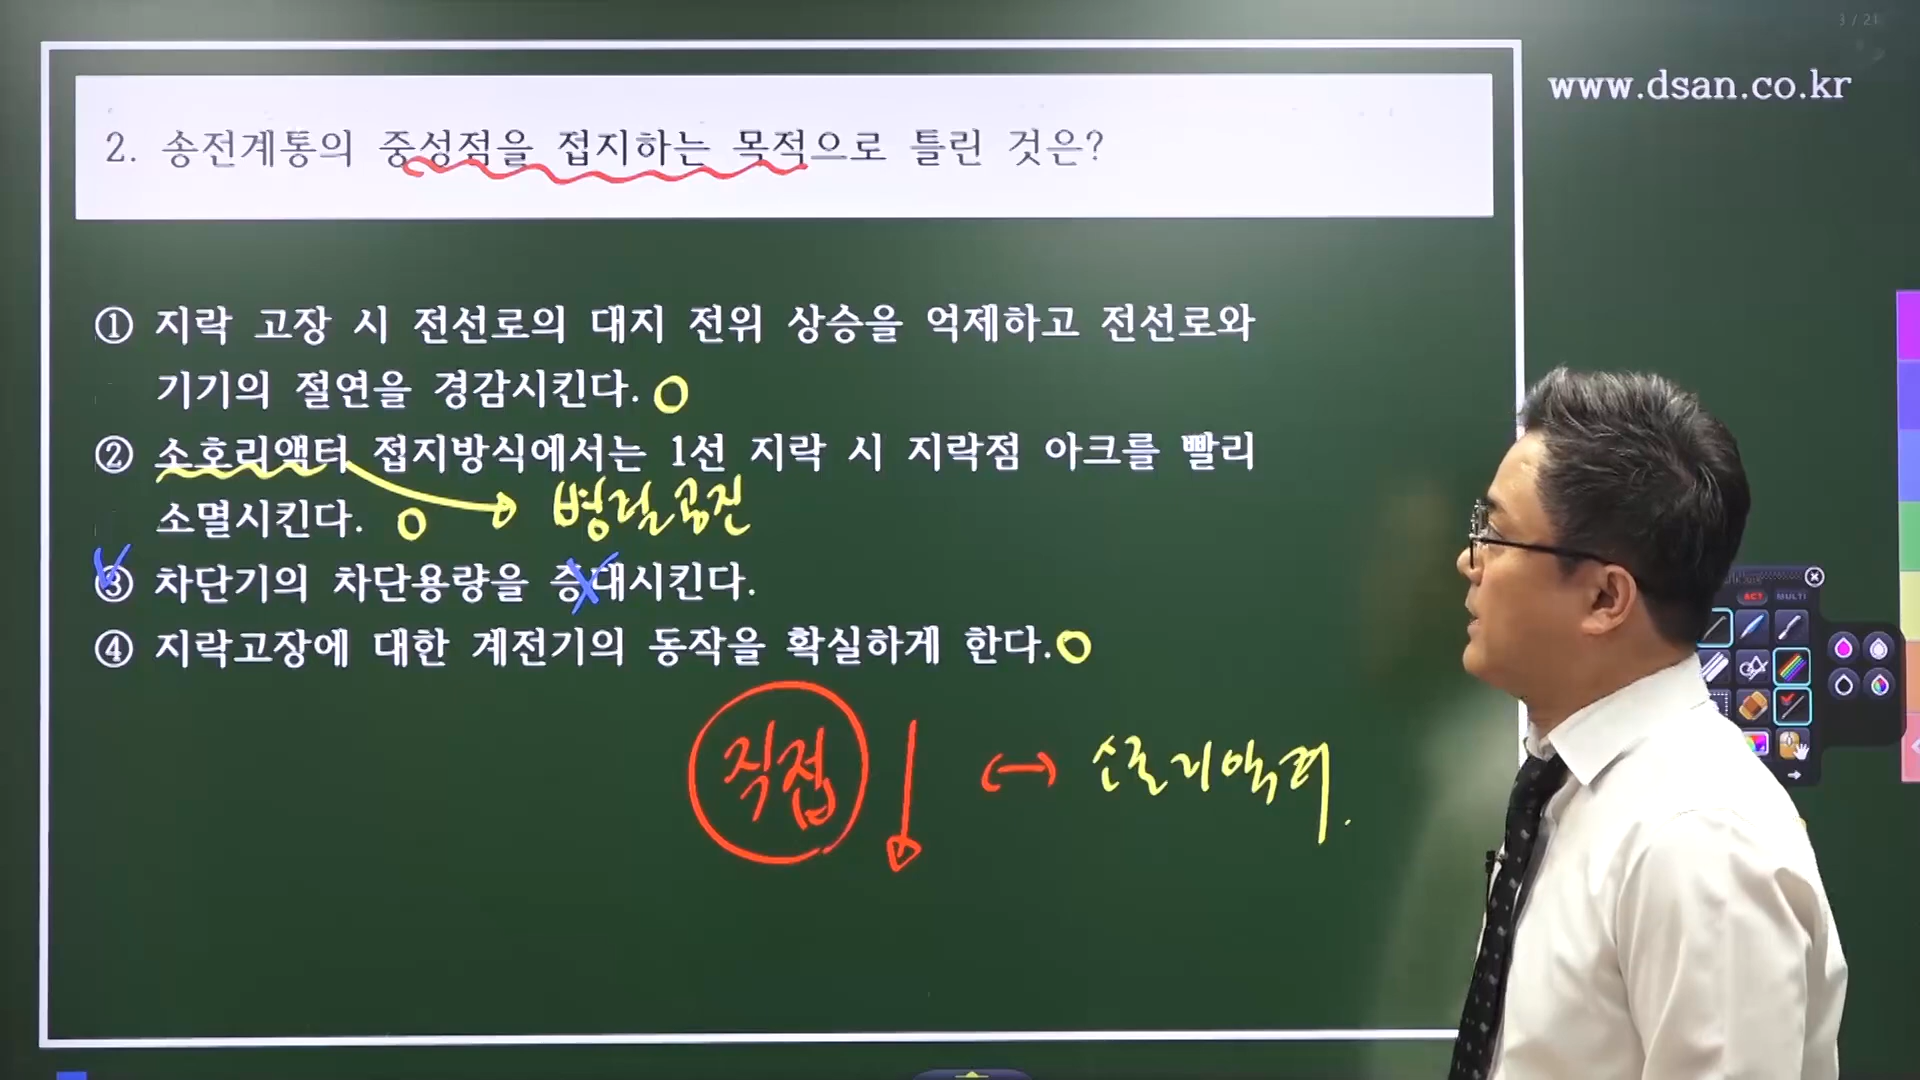 3 / 21
www.dsan.co.kr
2. 송전계통의 중성점을 접지하는 목적으로 틀린 것은?
① 지락 고장 시 전선로의 대지 전위 상승을 억제하고 전선로와
기기의 절연을 경감시킨다.
② 소호리액터 접지방식에서는 1선 지락 시 지락점 아크를 빨리
소멸시킨다.
병렬공진
③ 차단기의 차단용량을 증대시킨다.
④ 지락고장에 대한 계전기의 동작을 확실하게 한다.
직접
소호리액터
ACT MULTI